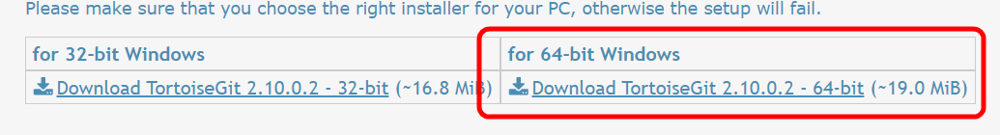 Please make sure that you choose the right installer for your PC, otherwise the setup will fail.
for 32-bit Windows
for 64-bit Windows
Download TortoiseGit 2.10.0.2 - 32-bit (~16.8 MiB)
Download TortoiseGit 2.10.0.2 - 64-bit (~19.0 MiB)